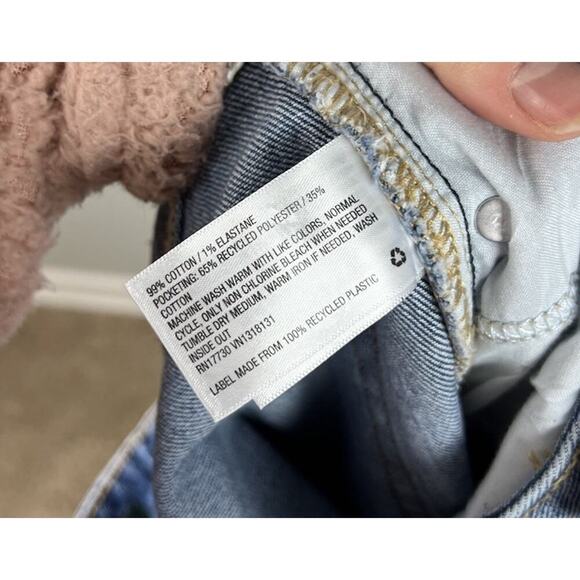 99% COTTON / 1% ELASTANE
POCKETING: 65% RECYCLED POLYESTER / 35%
COTTON
MACHINE WASH WARM WITH LIKE COLORS, NORMAL
CYCLE. ONLY NON CHLORINE BLEACH WHEN NEEDED
TUMBLE DRY MEDIUM, WARM IRON IF NEEDED, WASH
INSIDE OUT
RN17730 VN1318131
LABEL MADE FROM 100% RECYCLED PLASTIC